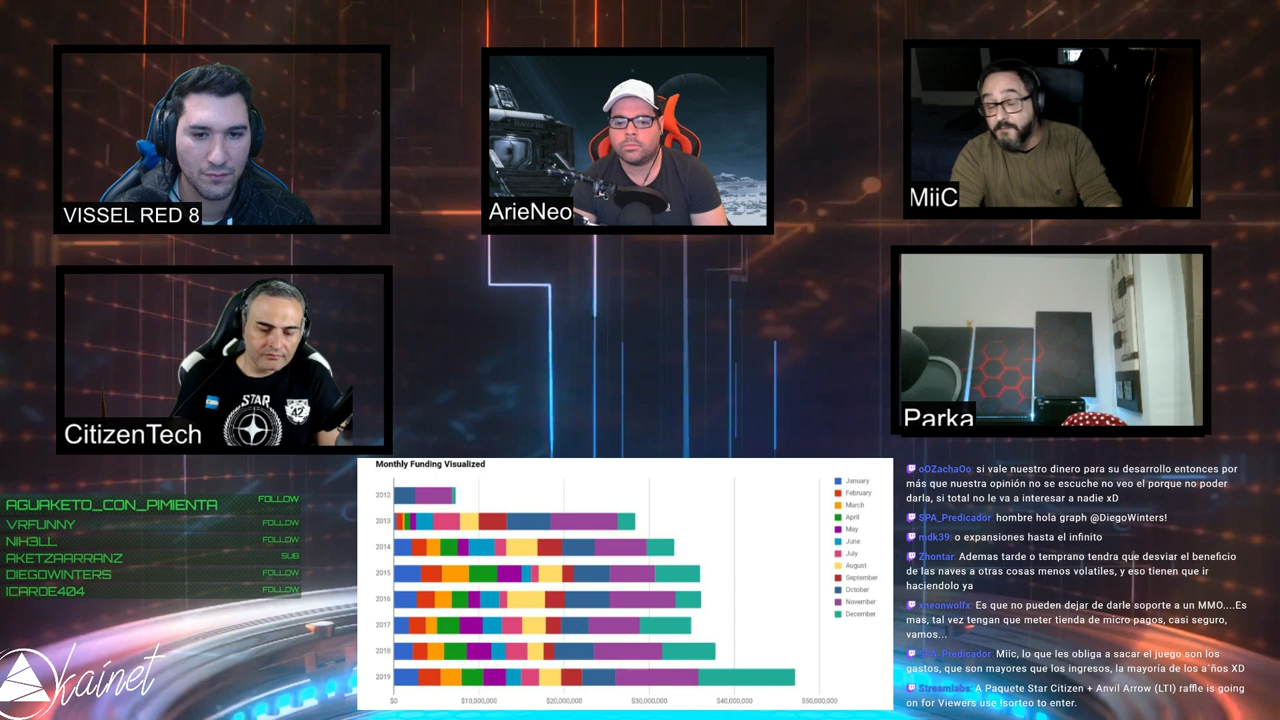 VISSEL RED 8
ArieNeo
MiiC
CitizenTech
STAR
42
Parka
AGUAKETO_CON_PIMIENTA FOLLOW
VRFUNNY FOLLOW
NIH3LL FOLLOW
AKETZAARRANZ SUB
DIEGOWINTERS FOLLOW
ICAROE404 FOLLOW
kainet
Monthly Funding Visualized
2012
2013
2014
2015
2016
2017
2018
2019
$0
$10,000,000
$20,000,000
$30,000,000
$40,000,000
$50,000,000
January
February
March
April
May
June
July
August
September
October
November
December
oOZachaOo: si vale nuestro dinero para su desarrollo entonces por
más que nuestra opinión no se escuche no veo el porque no poder
darla, si total no le va a interesar a nadie xD
SPA_Predicador: hombre hola graph @DiegoWinters!
mdk39: o expansiones hasta el infinito
Zhontar: Ademas tarde o temprano tendra que desviar el beneficio
de las naves a otras cosas menos volatiles, y eso tienen que ir
haciendolo ya
xneonwolfx: Es que no pueden dejar de darle soporte a un MMO....Es
mas, tal vez tengan que meter tienda de micro pagos, casi seguro,
vamos...
SPA_Predicador: Miic, lo que les obliga a sacar el juego son los
gastos, que son mayores que los ingresos, la mayoría de los a´ños XD
Streamlabs: A Paquete Star Citizen + Anvil Arrow (LTI) raffle is going
on for Viewers use !sorteo to enter.